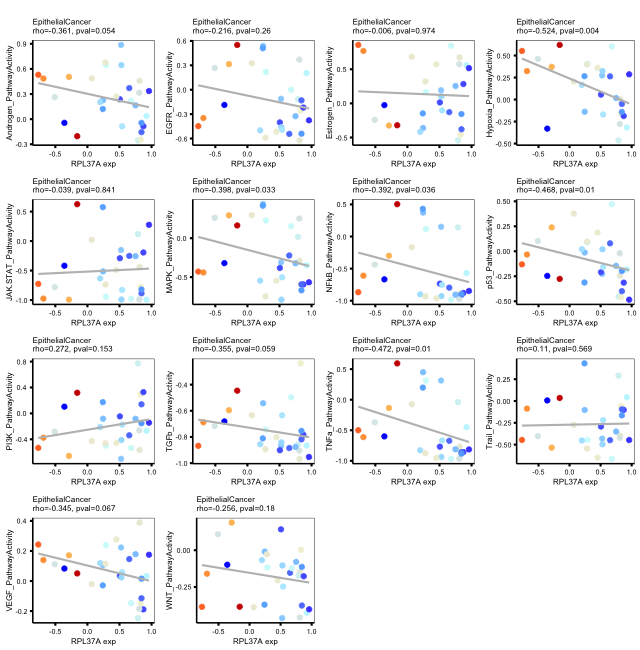 EpithelialCancer
rho=-0.361, pval=0.054
Androgen_PathwayActivity
0.9
0.6
0.3
0.0
-0.3
-0.5
0.0
0.5
1.0
RPL37A exp
EpithelialCancer
rho=-0.216, pval=0.26
EGFR_PathwayActivity
0.6
0.3
0.0
-0.3
-0.6
-0.5
0.0
0.5
1.0
RPL37A exp
EpithelialCancer
rho=-0.006, pval=0.974
Estrogen_PathwayActivity
0.5
0.0
-0.5
-0.5
0.0
0.5
1.0
RPL37A exp
EpithelialCancer
rho=-0.524, pval=0.004
Hypoxia_PathwayActivity
0.50
0.25
0.00
-0.25
-0.50
-0.5
0.0
0.5
1.0
RPL37A exp
EpithelialCancer
rho=-0.039, pval=0.841
JAK.STAT_PathwayActivity
0.5
0.0
-0.5
-1.0
-0.5
0.0
0.5
1.0
RPL37A exp
EpithelialCancer
rho=-0.398, pval=0.033
MAPK_PathwayActivity
0.0
-0.5
-0.5
0.0
0.5
1.0
RPL37A exp
EpithelialCancer
rho=-0.392, pval=0.036
NFkB_PathwayActivity
0.5
0.0
-0.5
-1.0
-0.5
0.0
0.5
1.0
RPL37A exp
EpithelialCancer
rho=-0.468, pval=0.01
p53_PathwayActivity
0.50
0.25
0.00
-0.25
-0.50
-0.5
0.0
0.5
1.0
RPL37A exp
EpithelialCancer
rho=0.272, pval=0.153
PI3K_PathwayActivity
0.8
0.4
0.0
-0.4
-0.5
0.0
0.5
1.0
RPL37A exp
EpithelialCancer
rho=-0.355, pval=0.059
TGFb_PathwayActivity
-0.4
-0.6
-0.8
-1.0
-0.5
0.0
0.5
1.0
RPL37A exp
EpithelialCancer
rho=-0.472, pval=0.01
TNFa_PathwayActivity
0.5
0.0
-0.5
-1.0
-0.5
0.0
0.5
1.0
RPL37A exp
EpithelialCancer
rho=0.11, pval=0.569
Trail_PathwayActivity
0.25
0.00
-0.25
-0.50
-0.5
0.0
0.5
1.0
RPL37A exp
EpithelialCancer
rho=-0.345, pval=0.067
VEGF_PathwayActivity
0.4
0.2
0.0
-0.2
-0.5
0.0
0.5
1.0
RPL37A exp
EpithelialCancer
rho=-0.256, pval=0.18
WNT_PathwayActivity
0.00
-0.25
-0.50
-0.5
0.0
0.5
1.0
RPL37A exp